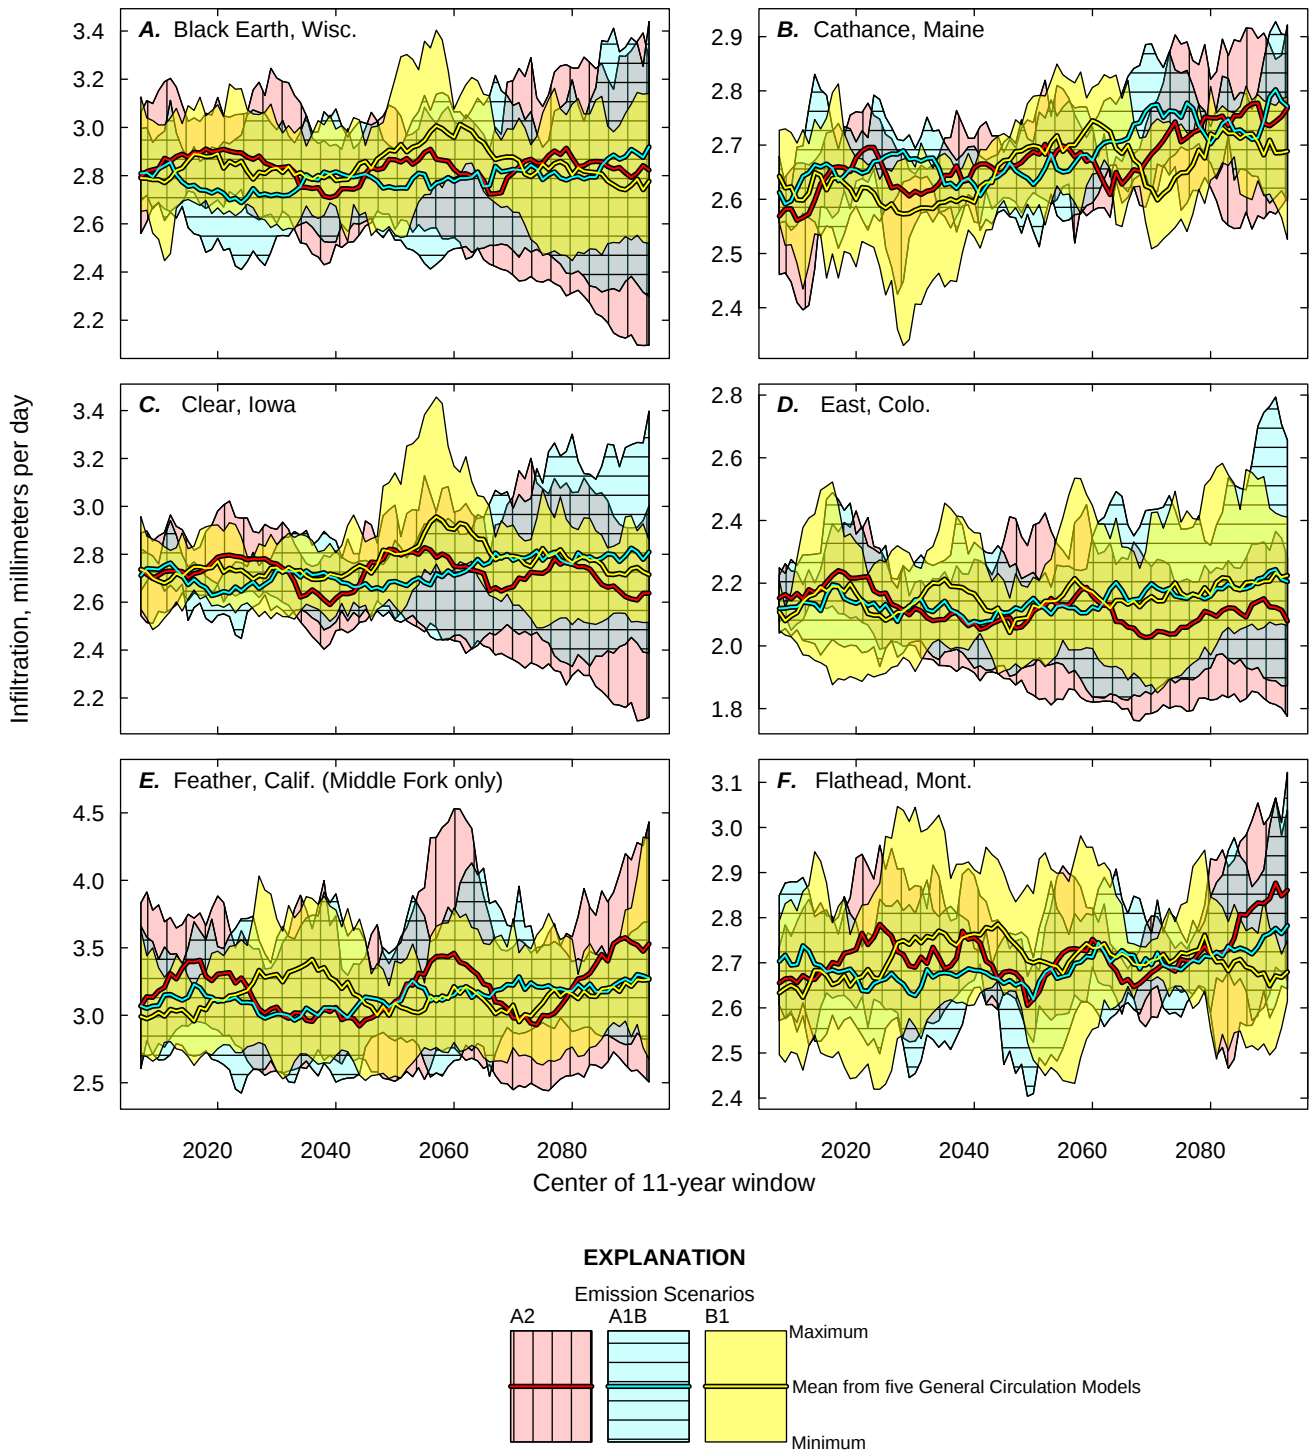 A. Black Earth, Wisc.
3.4
3.2
3.0
2.8
2.6
2.4
2.2
B. Cathance, Maine
2.9
2.8
2.7
2.6
2.5
2.4
C. Clear, Iowa
3.4
3.2
3.0
2.8
2.6
2.4
2.2
D. East, Colo.
2.8
2.6
2.4
2.2
2.0
1.8
Infiltration, millimeters per day
E. Feather, Calif. (Middle Fork only)
4.5
4.0
3.5
3.0
2.5
F. Flathead, Mont.
3.1
3.0
2.9
2.8
2.7
2.6
2.5
2.4
2020 2040 2060 2080 2020 2040 2060 2080
Center of 11-year window
EXPLANATION
Emission Scenarios
A2 A1B B1
Maximum
Mean from five General Circulation Models
Minimum